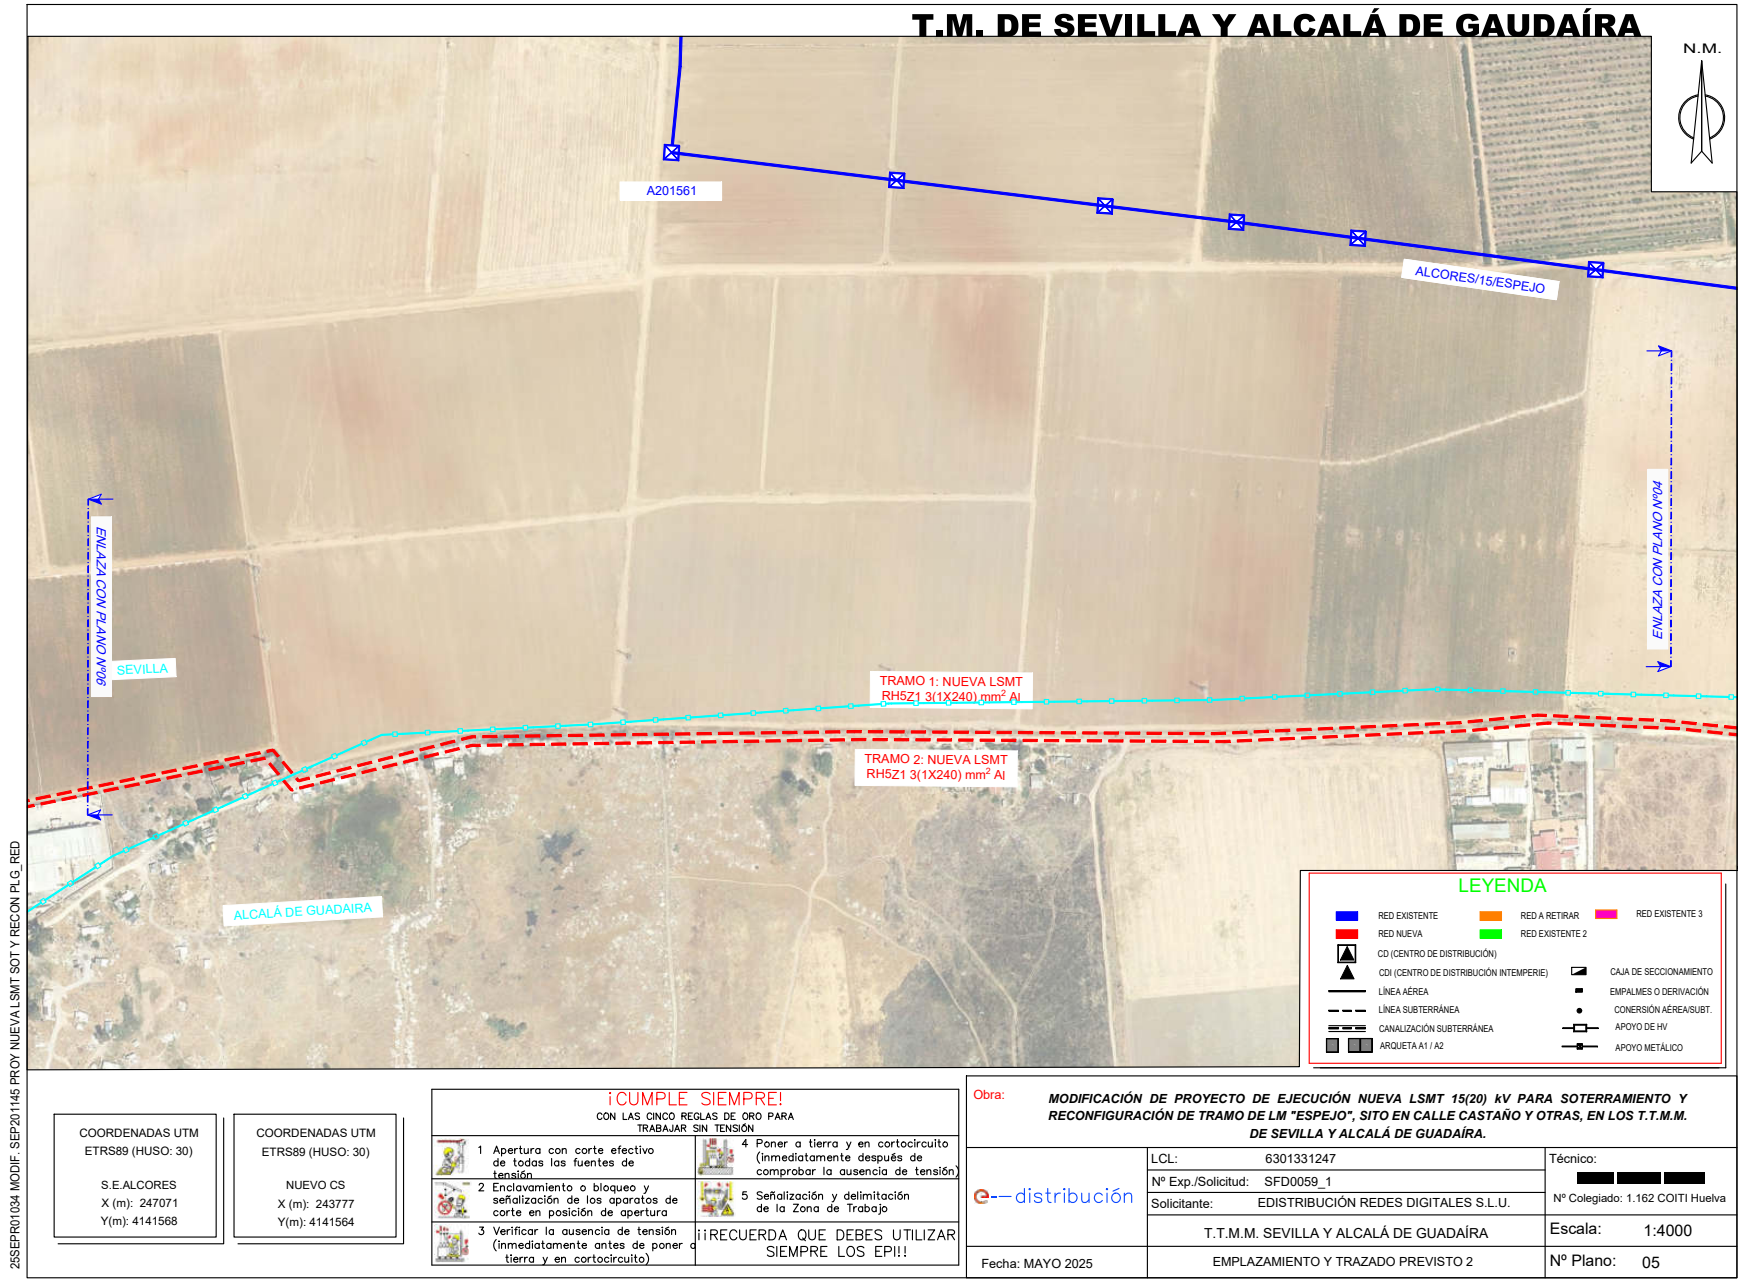 T.M. DE SEVILLA Y ALCALÁ DE GAUDAÍRA
N.M.
A201561
ALCORES/15/ESPEJO
ENLAZA CON PLANO Nº04
ENLAZA CON PLANO Nº06
SEVILLA
TRAMO 1: NUEVA LSMT
RH5Z1 3(1X240) mm² Al
TRAMO 2: NUEVA LSMT
RH5Z1 3(1X240) mm² Al
ALCALÁ DE GUADAIRA
LEYENDA
RED EXISTENTE
RED A RETIRAR
RED EXISTENTE 3
RED NUEVA
RED EXISTENTE 2
CD (CENTRO DE DISTRIBUCIÓN)
CDI (CENTRO DE DISTRIBUCIÓN INTEMPERIE)
CAJA DE SECCIONAMIENTO
LÍNEA AÉREA
EMPALMES O DERIVACIÓN
LÍNEA SUBTERRÁNEA
CONERSIÓN AÉREA/SUBT.
CANALIZACIÓN SUBTERRÁNEA
APOYO DE HV
ARQUETA A1 / A2
APOYO METÁLICO
25SEPR01034 MODIF. SEP201145 PROY NUEVA LSMT SOT Y RECON PLG_RED
COORDENADAS UTM
ETRS89 (HUSO: 30)
S.E.ALCORES
X (m): 247071
Y(m): 4141568
COORDENADAS UTM
ETRS89 (HUSO: 30)
NUEVO CS
X (m): 243777
Y(m): 4141564
¡CUMPLE SIEMPRE!
CON LAS CINCO REGLAS DE ORO PARA
TRABAJAR SIN TENSIÓN
1 Apertura con corte efectivo
de todas las fuentes de
tensión
2 Enclavamiento o bloqueo y
señalización de los aparatos de
corte en posición de apertura
3 Verificar la ausencia de tensión
(inmediatamente antes de poner a
tierra y en cortocircuito)
4 Poner a tierra y en cortocircuito
(inmediatamente después de
comprobar la ausencia de tensión)
5 Señalización y delimitación
de la Zona de Trabajo
¡¡RECUERDA QUE DEBES UTILIZAR
SIEMPRE LOS EPI!!
Obra:
MODIFICACIÓN DE PROYECTO DE EJECUCIÓN NUEVA LSMT 15(20) kV PARA SOTERRAMIENTO Y
RECONFIGURACIÓN DE TRAMO DE LM "ESPEJO", SITO EN CALLE CASTAÑO Y OTRAS, EN LOS T.T.M.M.
DE SEVILLA Y ALCALÁ DE GUADAÍRA.
e-distribución
LCL: 6301331247
Nº Exp./Solicitud: SFD0059_1
Solicitante: EDISTRIBUCIÓN REDES DIGITALES S.L.U.
T.T.M.M. SEVILLA Y ALCALÁ DE GUADAÍRA
Técnico:
Nº Colegiado: 1.162 COITI Huelva
Escala: 1:4000
Fecha: MAYO 2025
EMPLAZAMIENTO Y TRAZADO PREVISTO 2
Nº Plano: 05